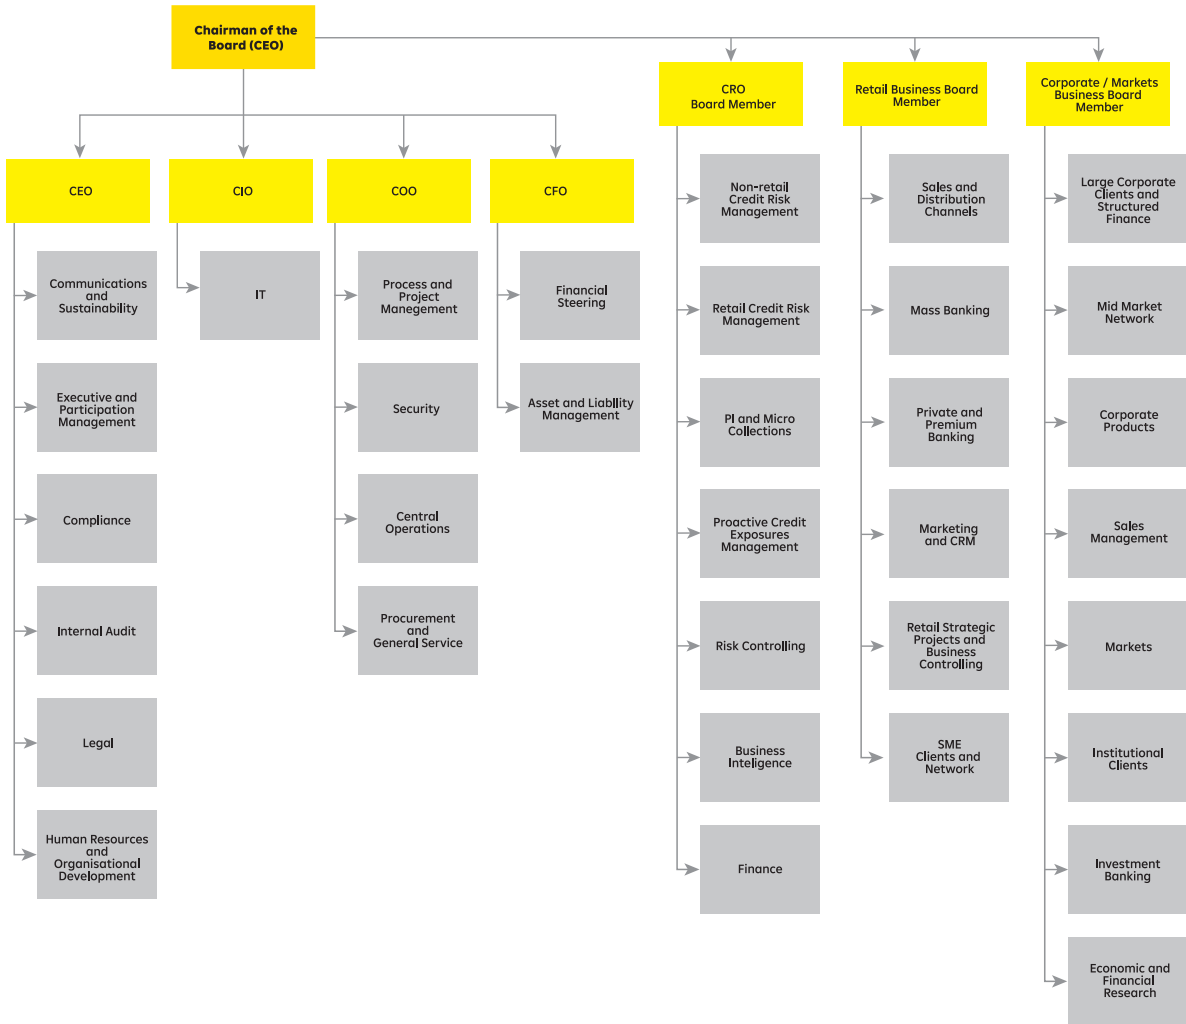 Chairman of the
Board (CEO)
CEO
Communications
and
Sustainability
Executive and
Participation
Management
Compliance
Internal Audit
Legal
Human Resources
and
Organisational
Development
CIO
IT
COO
Process and
Project
Manegement
Security
Central
Operations
Procurement
and
General Service
CFO
Financial
Steering
Asset and Liability
Management
CRO
Board Member
Non-retail
Credit Risk
Management
Retail Credit Risk
Management
PI and Micro
Collections
Proactive Credit
Exposures
Management
Risk Controlling
Business
Inteligence
Finance
Retail Business Board
Member
Sales and
Distribution
Channels
Mass Banking
Private and
Premium
Banking
Marketing
and CRM
Retail Strategic
Projects and
Business
Controlling
SME
Clients and
Network
Corporate / Markets
Business Board
Member
Large Corporate
Clients and
Structured
Finance
Mid Market
Network
Corporate
Products
Sales
Management
Markets
Institutional
Clients
Investment
Banking
Economic and
Financial
Research